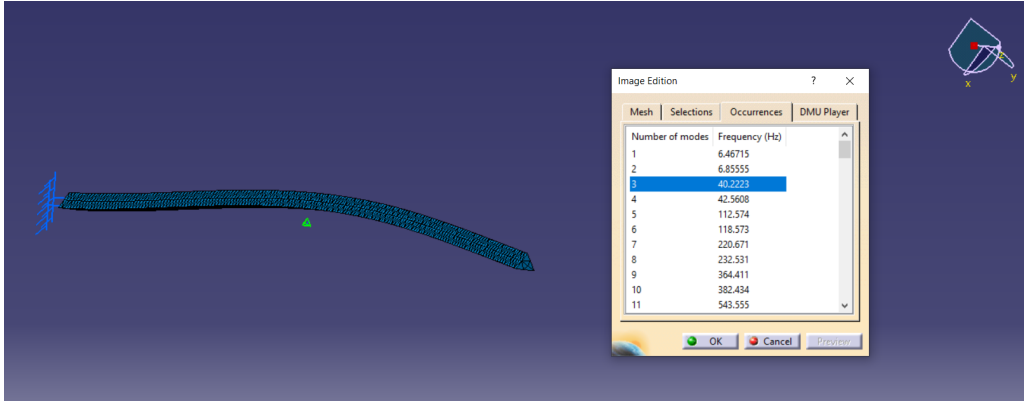 Image Edition ? ×
Mesh Selections Occurrences DMU Player
Number of modes Frequency (Hz)
1 6.46715
2 6.85555
3 40.2223
4 42.5608
5 112.574
6 118.573
7 220.671
8 232.531
9 364.411
10 382.434
11 543.555
OK Cancel Preview
z
y
x